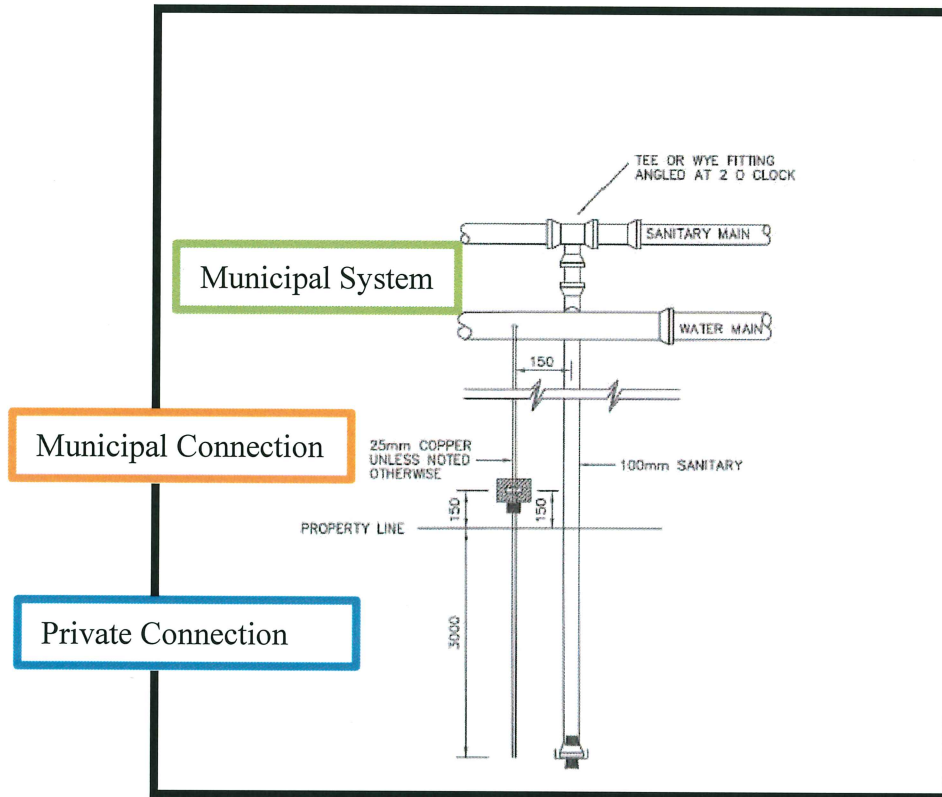 TEE OR WYE FITTING
ANGLED AT 2 O CLOCK
SANITARY MAIN
Municipal System
WATER MAIN
150
Municipal Connection
25mm COPPER
UNLESS NOTED
OTHERWISE
100mm SANITARY
150
150
PROPERTY LINE
Private Connection
3000